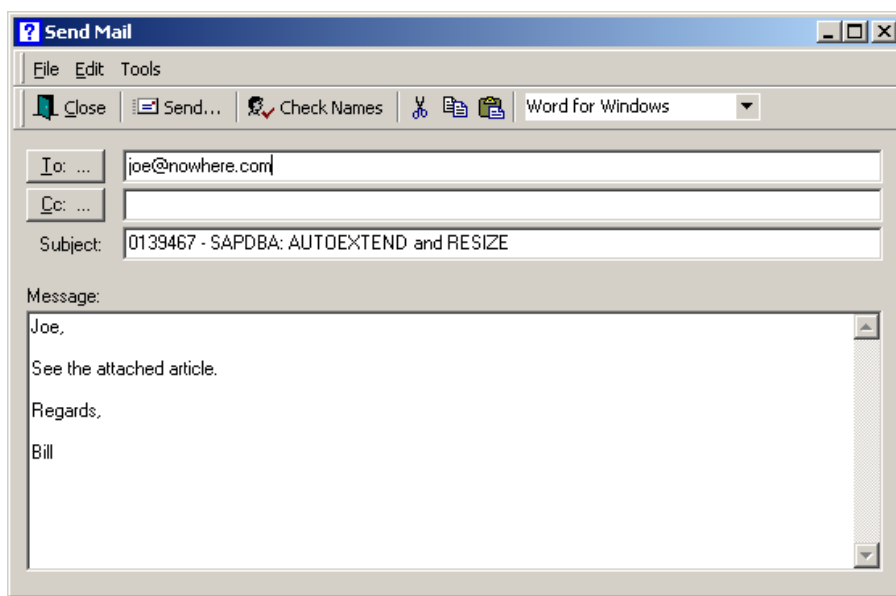 Send Mail
File Edit Tools
Close Send... Check Names Word for Windows
To: ... joe@nowhere.com
Cc: ...
Subject: 0139467 - SAPDBA: AUTOEXTEND and RESIZE
Message:
Joe,
See the attached article.
Regards,
Bill